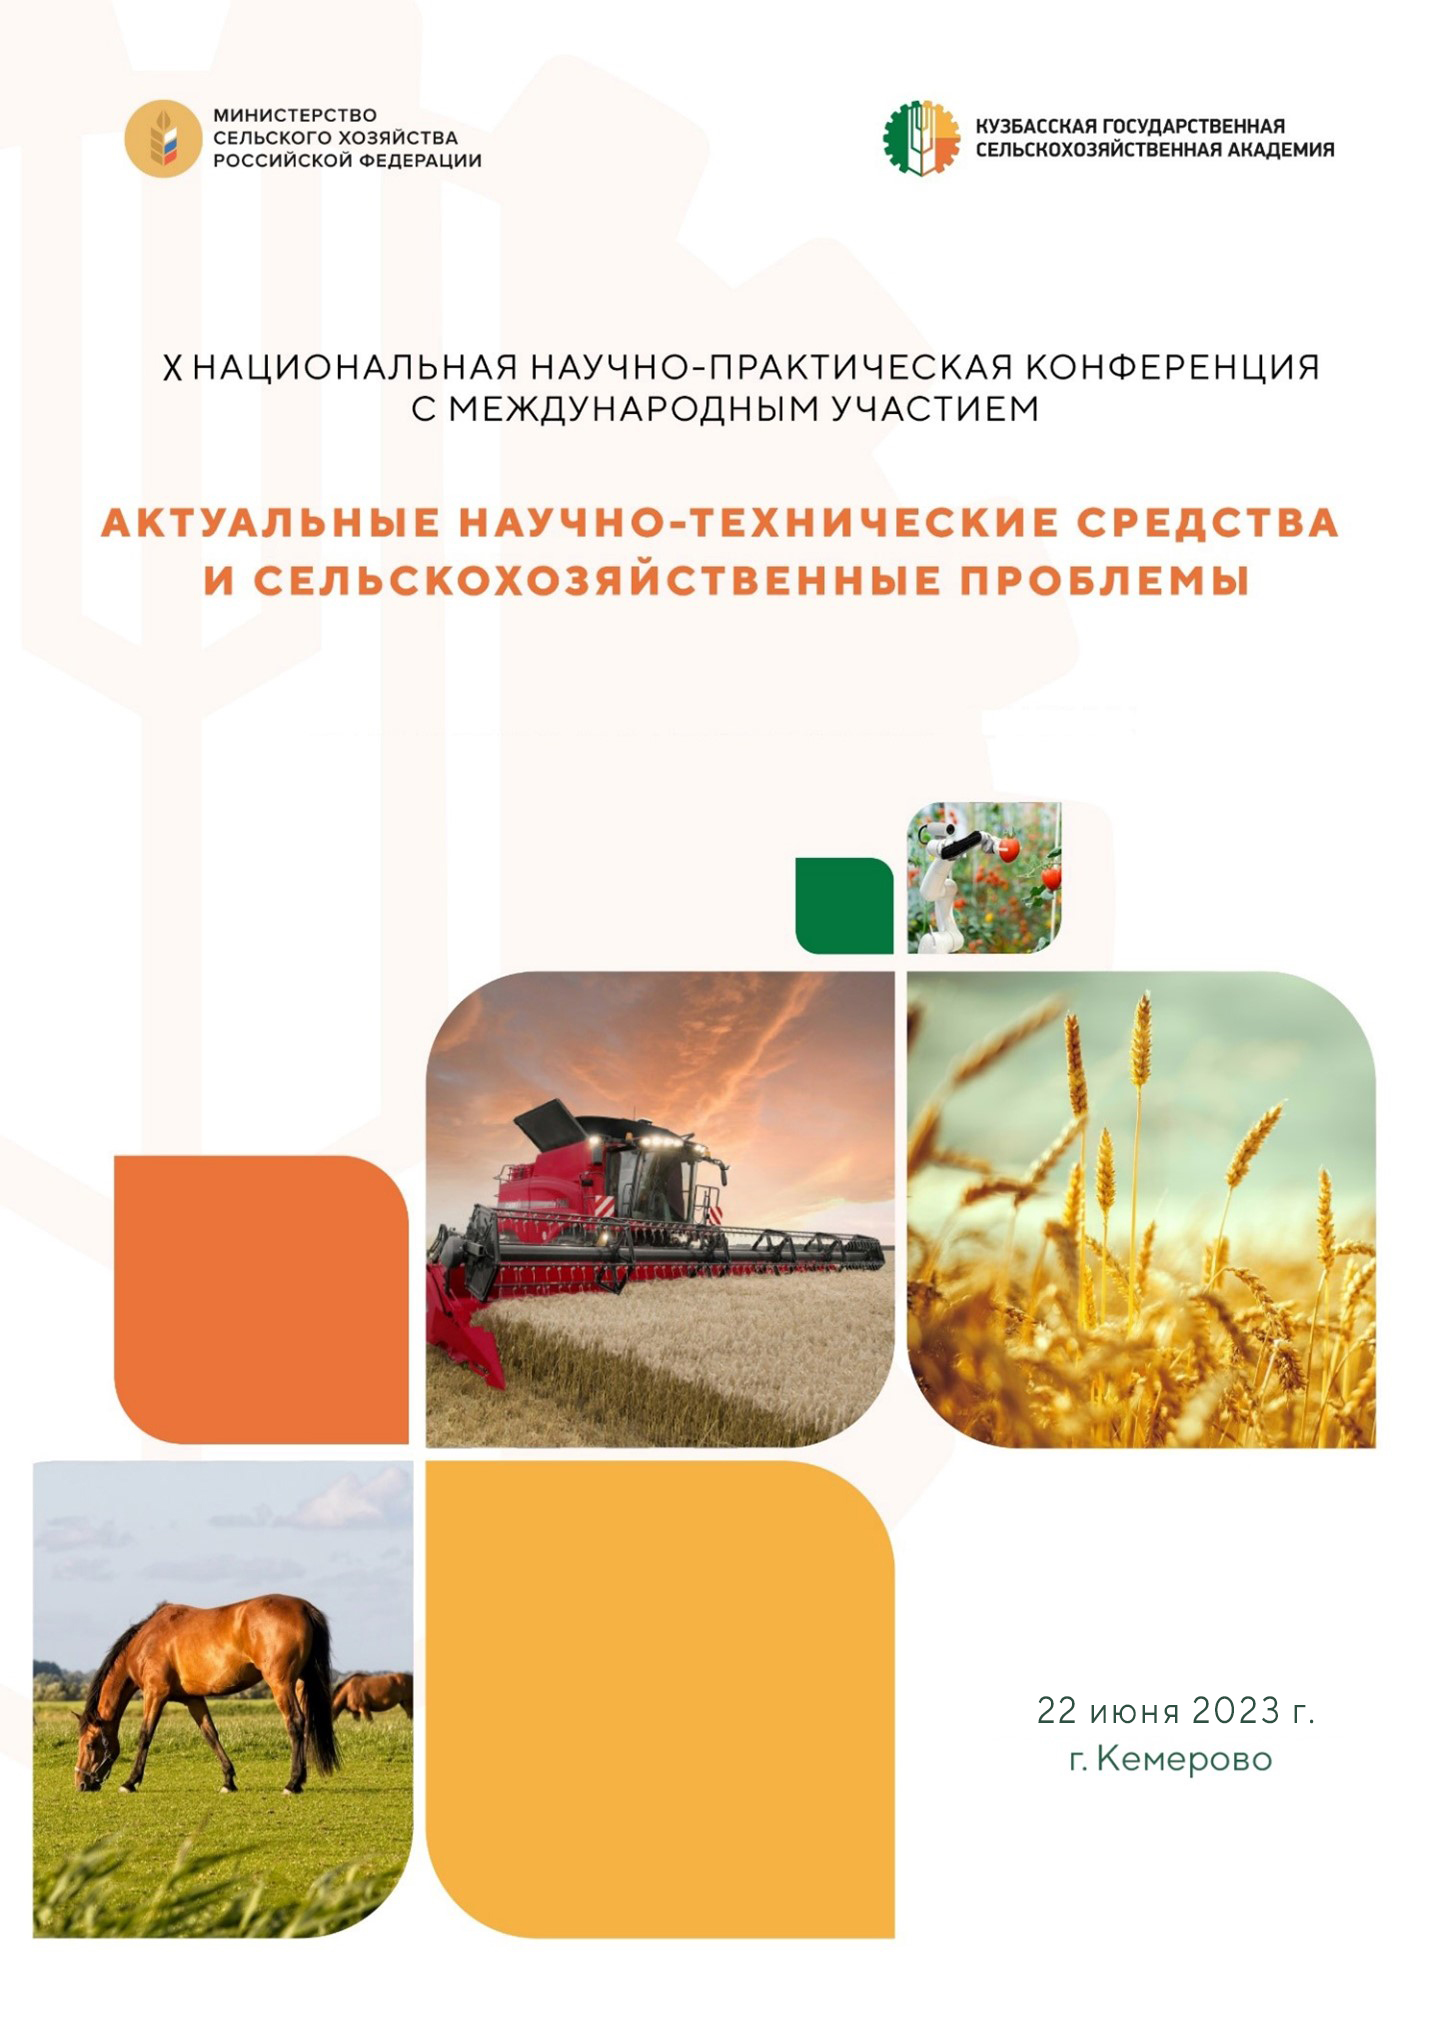 МИНИСТЕРСТВО
СЕЛЬСКОГО ХОЗЯЙСТВА
РОССИЙСКОЙ ФЕДЕРАЦИИ
КУЗБАССКАЯ ГОСУДАРСТВЕННАЯ
СЕЛЬСКОХОЗЯЙСТВЕННАЯ АКАДЕМИЯ
X НАЦИОНАЛЬНАЯ НАУЧНО-ПРАКТИЧЕСКАЯ КОНФЕРЕНЦИЯ
С МЕЖДУНАРОДНЫМ УЧАСТИЕМ
АКТУАЛЬНЫЕ НАУЧНО-ТЕХНИЧЕСКИЕ СРЕДСТВА
И СЕЛЬСКОХОЗЯЙСТВЕННЫЕ ПРОБЛЕМЫ
22 июня 2023 г.
г. Кемерово